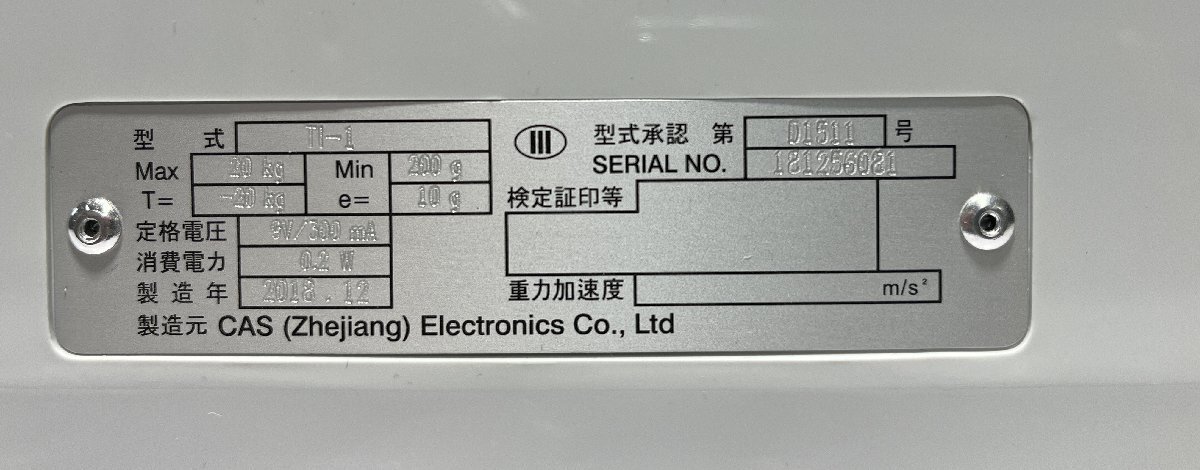 型 式 TI-1
Max 20 kg Min 200 g
T= -20 kg e= 10 g
定格電圧 9V/300 mA
消費電力 0.2 W
製造年 2018.12
製造元 CAS (Zhejiang) Electronics Co., Ltd
III 型式承認 第 D1511 号
SERIAL NO. 181256081
検定証印等
重力加速度 m/s²